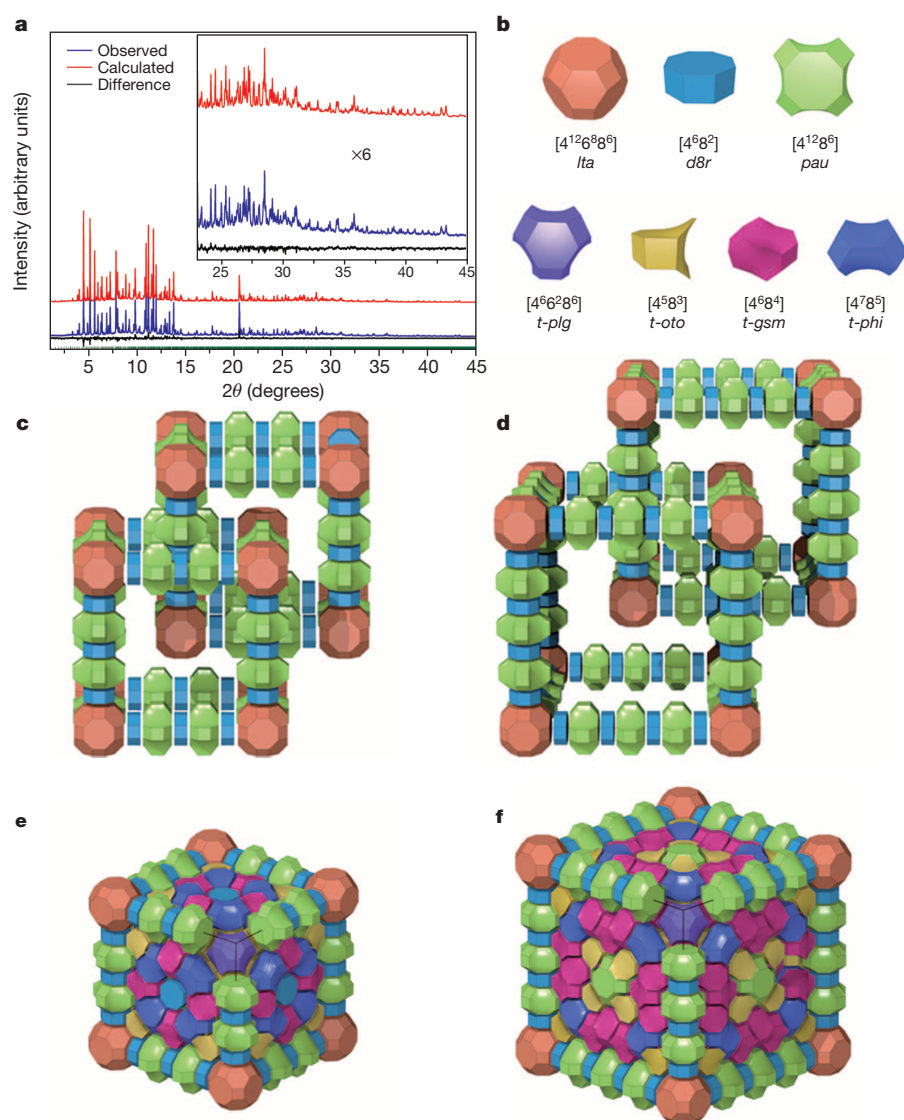 a
Observed
Calculated
Difference
×6
25 30 35 40 45
Intensity (arbitrary units)
5 10 15 20 25 30 35 40 45
2θ (degrees)
b
[4¹²6⁸8⁶] [4⁶8²] [4¹²8⁶]
lta d8r pau
[4⁶6²8⁶] [4⁵8³] [4⁶8⁴] [4⁷8⁵]
t-plg t-oto t-gsm t-phi
c
d
e
f